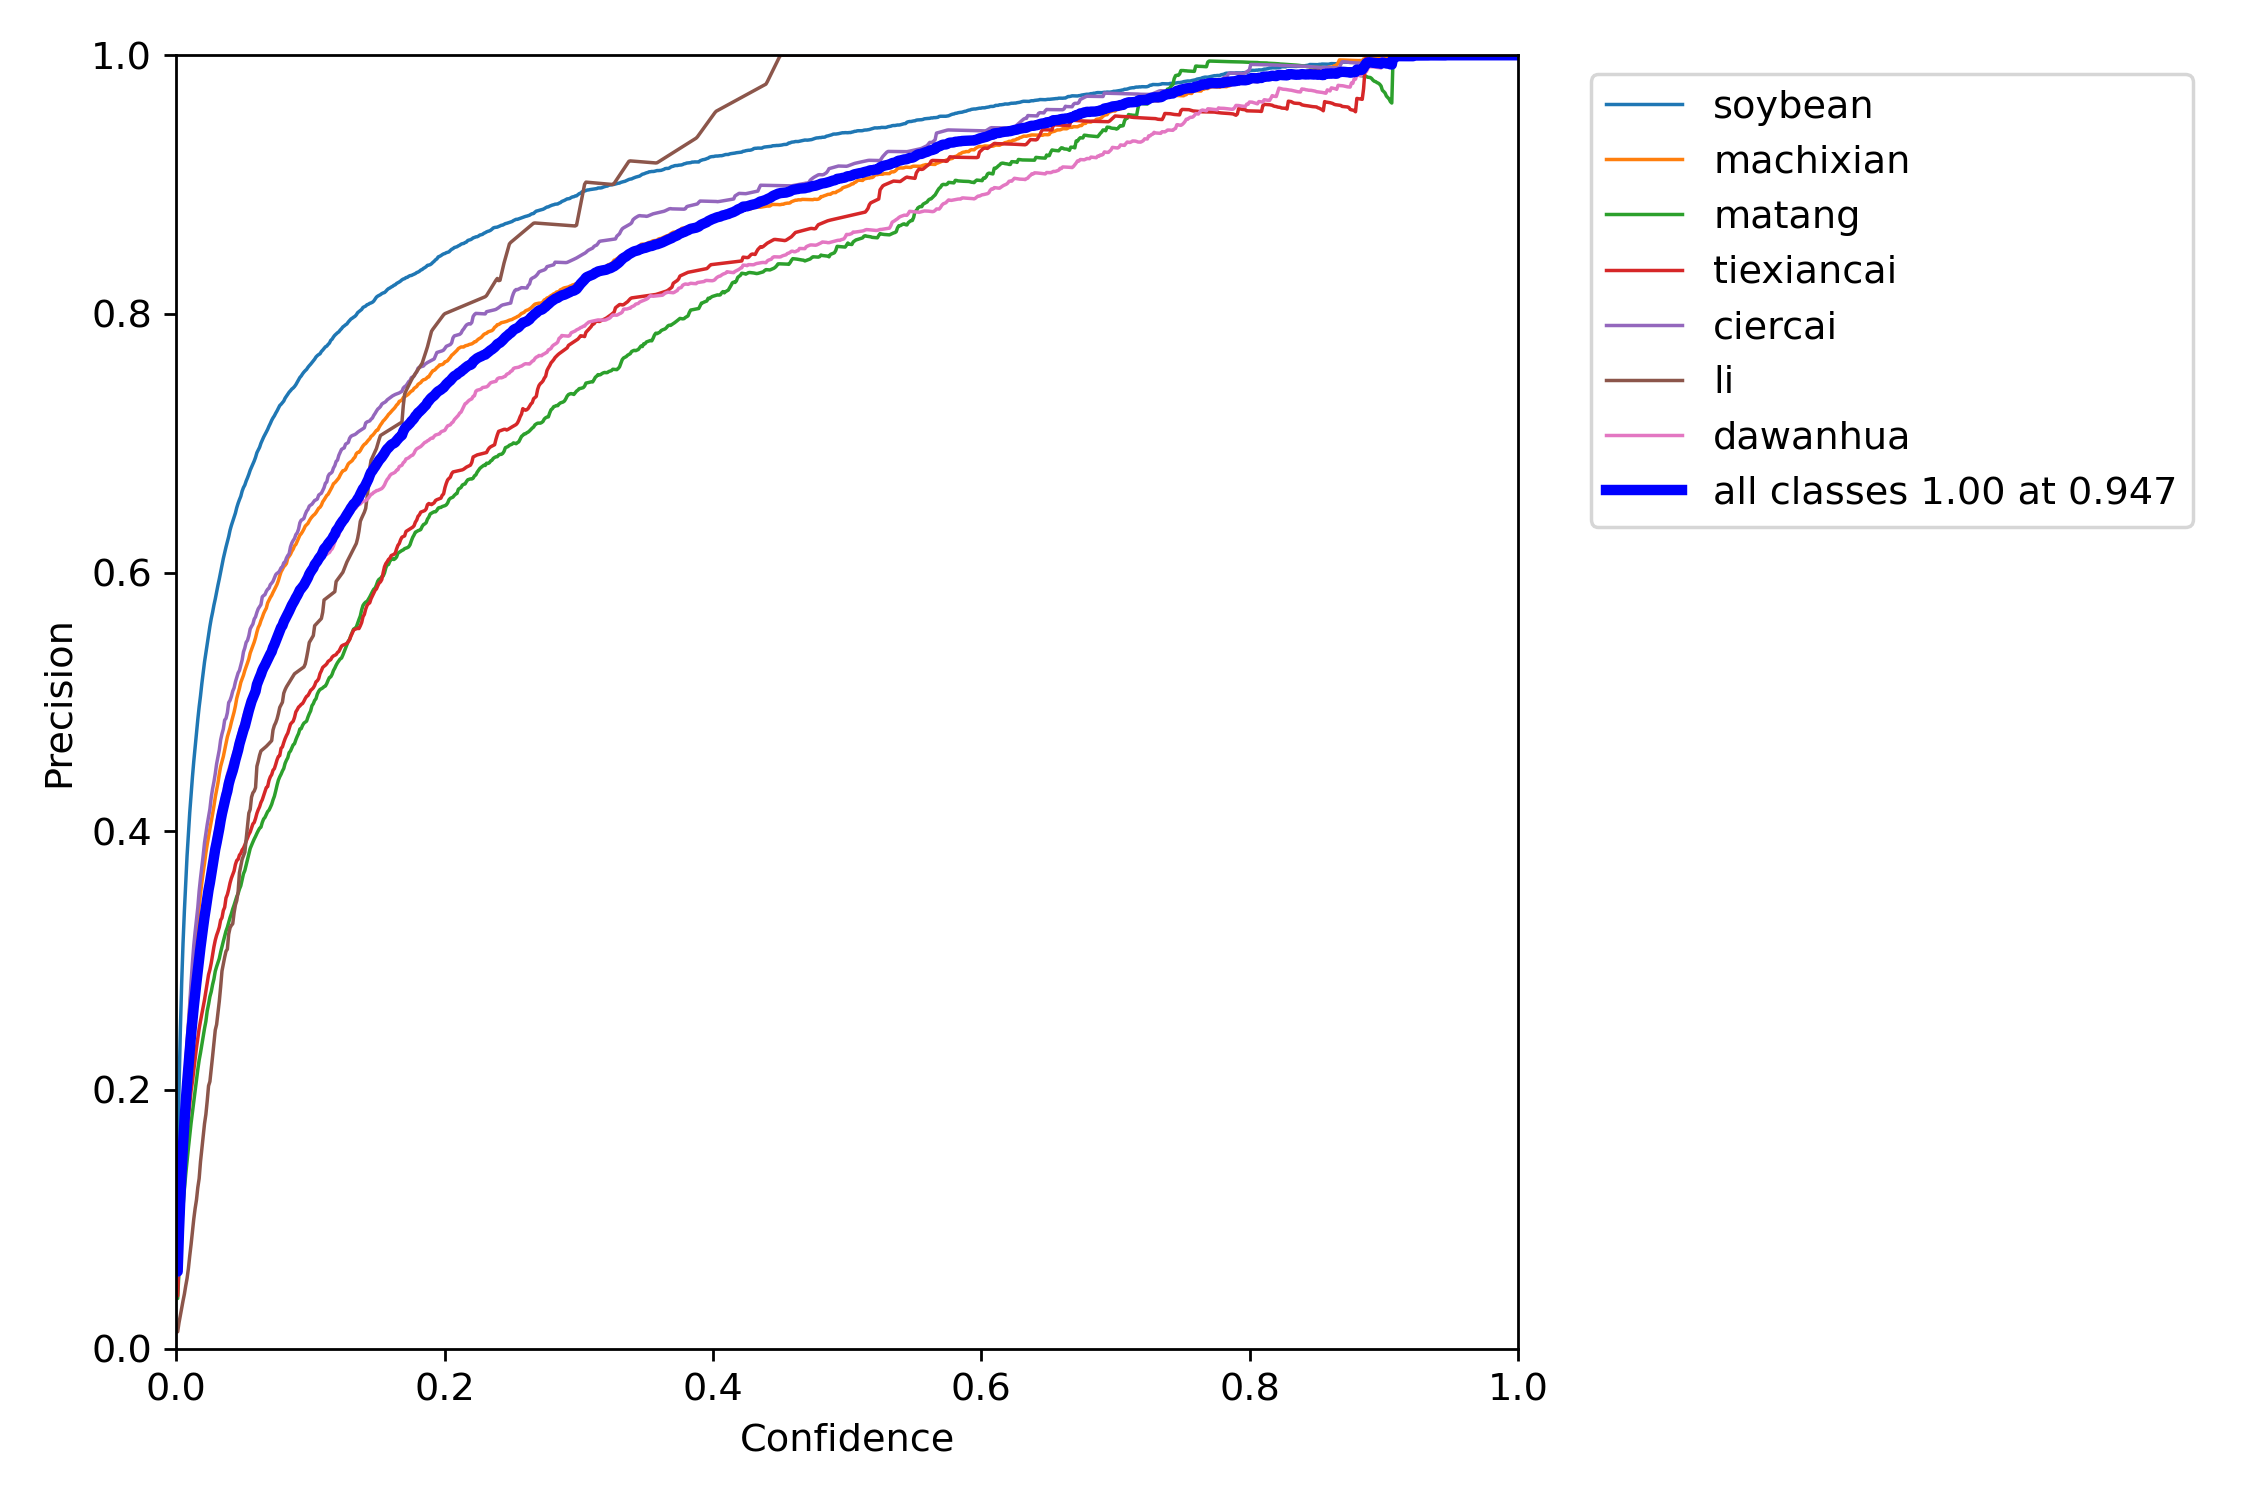 1.0
0.8
0.6
0.4
0.2
0.0
Precision
0.0 0.2 0.4 0.6 0.8 1.0
Confidence
soybean
machixian
matang
tiexiancai
ciercai
li
dawanhua
all classes 1.00 at 0.947